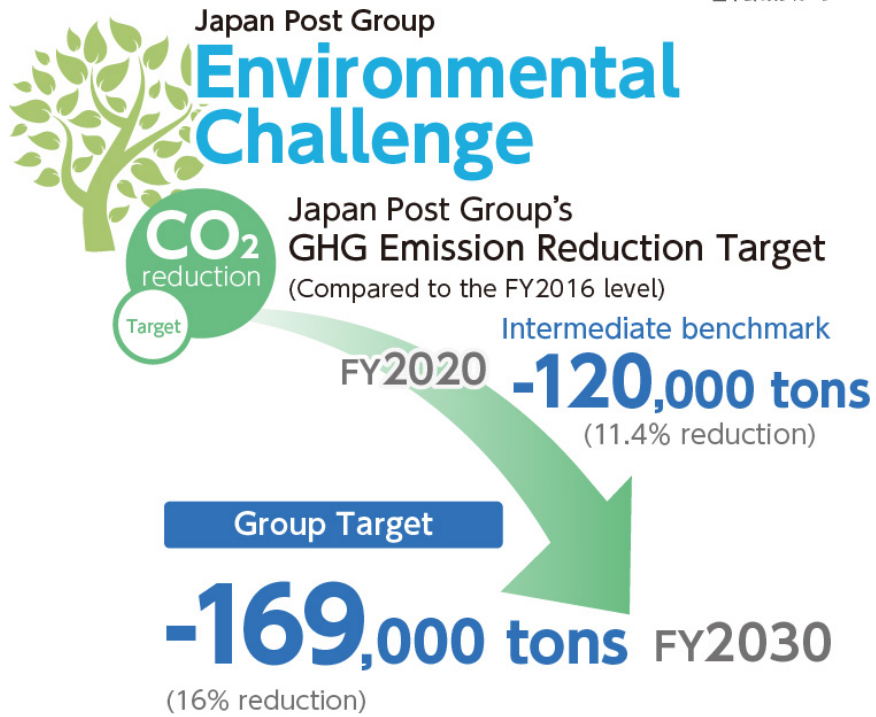 Japan Post Group
Environmental
Challenge
CO₂
reduction
Target
Japan Post Group's
GHG Emission Reduction Target
(Compared to the FY2016 level)
Intermediate benchmark
FY2020
-120,000 tons
(11.4% reduction)
Group Target
-169,000 tons FY2030
(16% reduction)